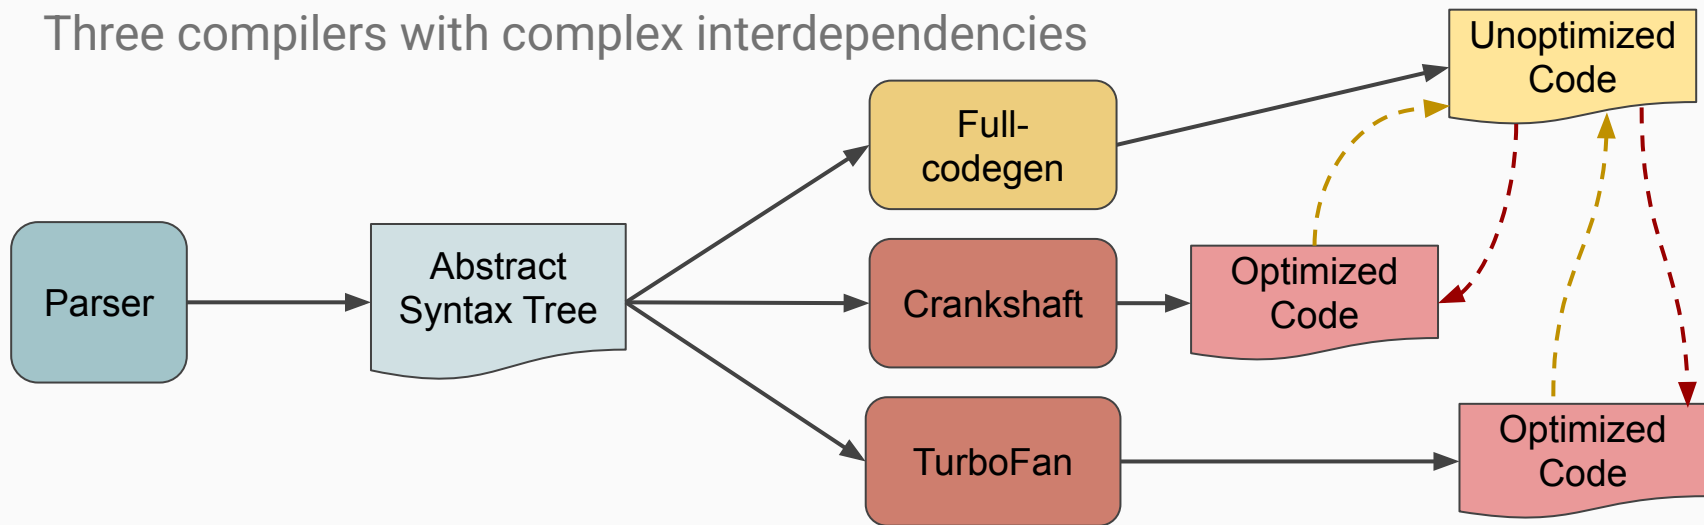 Three compilers with complex interdependencies
Unoptimized
Code
Full-
codegen
Parser
Abstract
Syntax Tree
Crankshaft
Optimized
Code
TurboFan
Optimized
Code